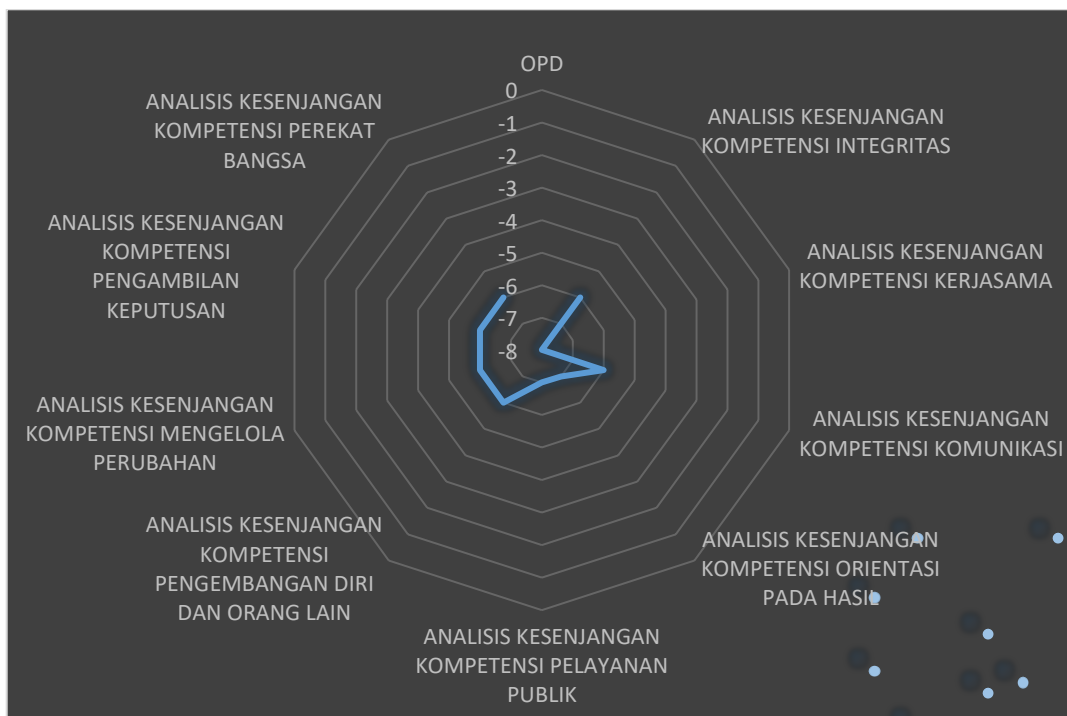 OPD
0
-1
-2
-3
-4
-5
-6
-7
-8
ANALISIS KESENJANGAN
KOMPETENSI INTEGRITAS
ANALISIS KESENJANGAN
KOMPETENSI KERJASAMA
ANALISIS KESENJANGAN
KOMPETENSI KOMUNIKASI
ANALISIS KESENJANGAN
KOMPETENSI ORIENTASI
PADA HASIL
ANALISIS KESENJANGAN
KOMPETENSI PELAYANAN
PUBLIK
ANALISIS KESENJANGAN
KOMPETENSI
PENGEMBANGAN DIRI
DAN ORANG LAIN
ANALISIS KESENJANGAN
KOMPETENSI MENGELOLA
PERUBAHAN
ANALISIS KESENJANGAN
KOMPETENSI
PENGAMBILAN
KEPUTUSAN
ANALISIS KESENJANGAN
KOMPETENSI PEREKAT
BANGSA